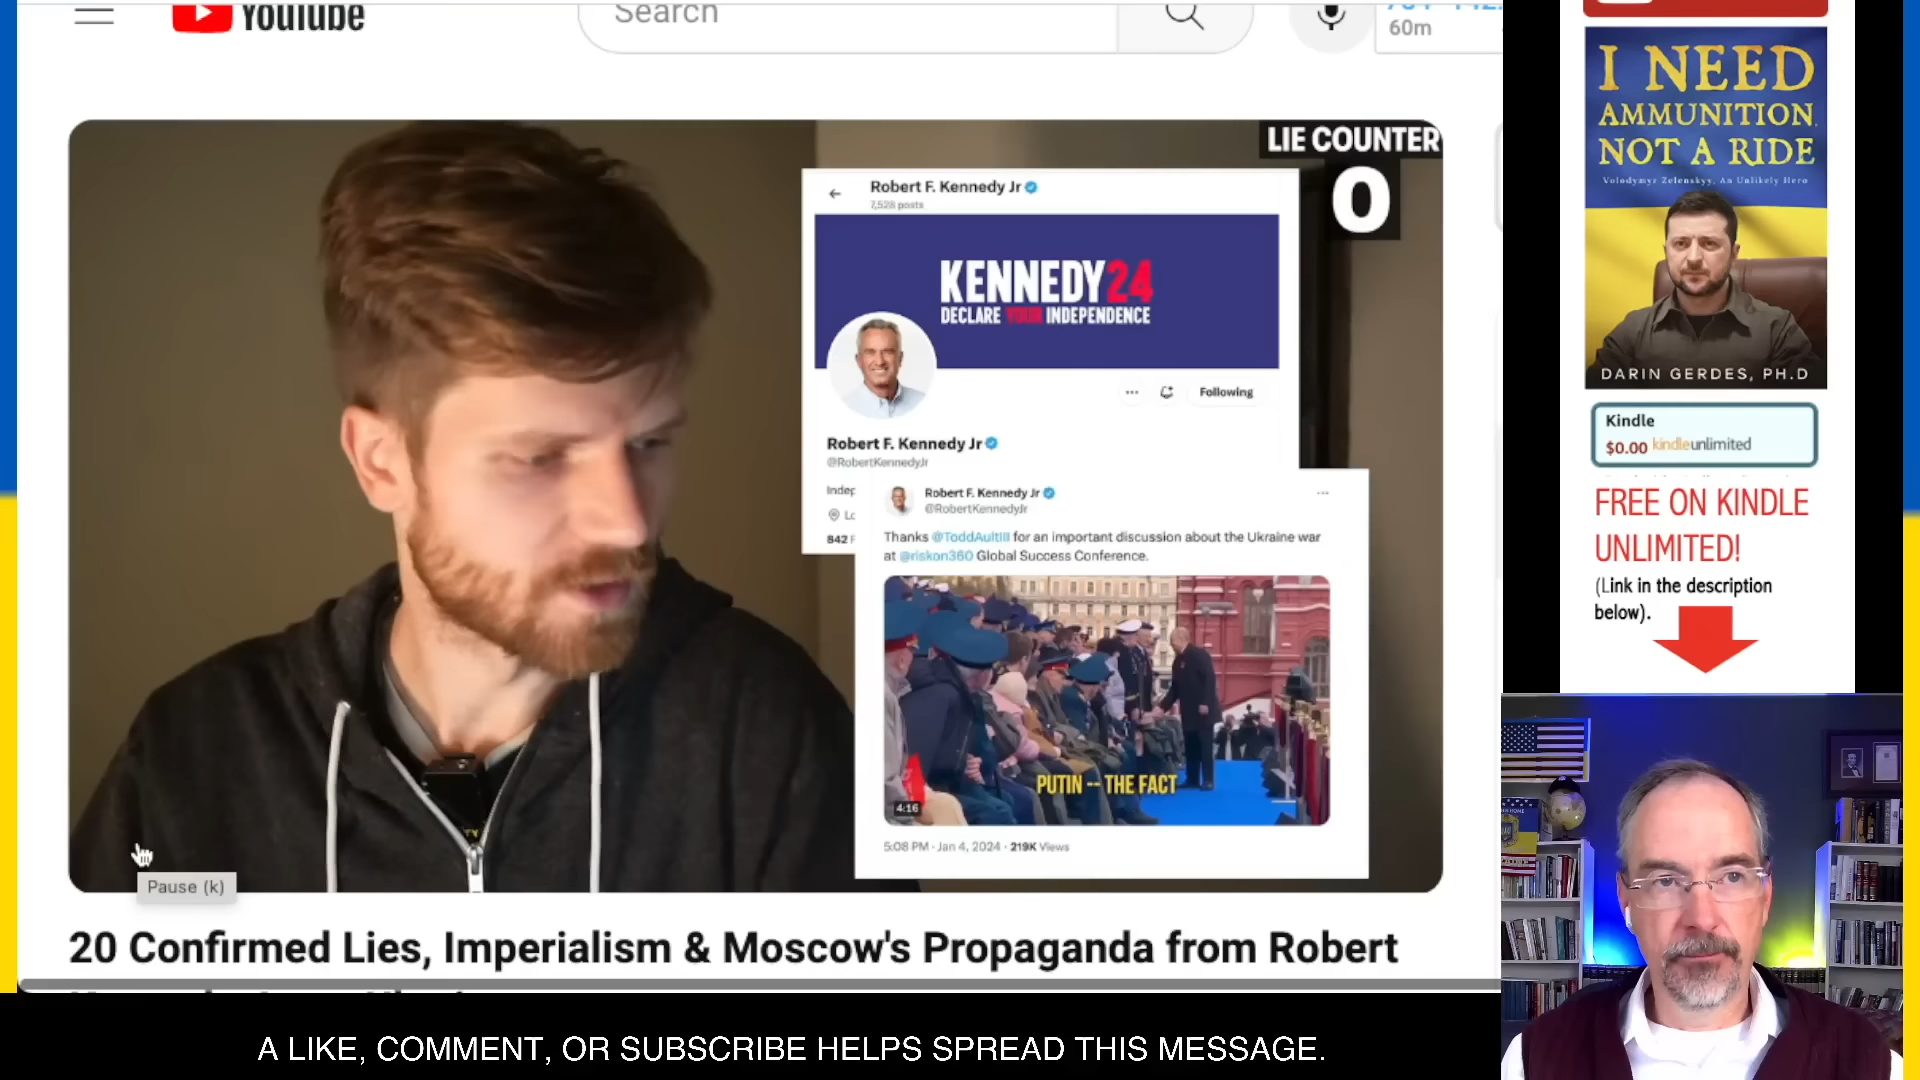 YouTube
Search
60m
LIE COUNTER
0
Robert F. Kennedy Jr
7,528 posts
KENNEDY24
DECLARE YOUR INDEPENDENCE
Following
Robert F. Kennedy Jr
@RobertKennedyJr
842 F
Robert F. Kennedy Jr
@RobertKennedyJr
Thanks @ToddAultIII for an important discussion about the Ukraine war
at @riskon360 Global Success Conference.
PUTIN -- THE FACT
4:16
5:08 PM · Jan 4, 2024 · 219K Views
Pause (k)
20 Confirmed Lies, Imperialism & Moscow's Propaganda from Robert
I NEED
AMMUNITION,
NOT A RIDE
Volodymyr Zelenskyy, An Unlikely Hero
DARIN GERDES, PH.D
Kindle
$0.00 kindleunlimited
FREE ON KINDLE
UNLIMITED!
(Link in the description
below).
A LIKE, COMMENT, OR SUBSCRIBE HELPS SPREAD THIS MESSAGE.